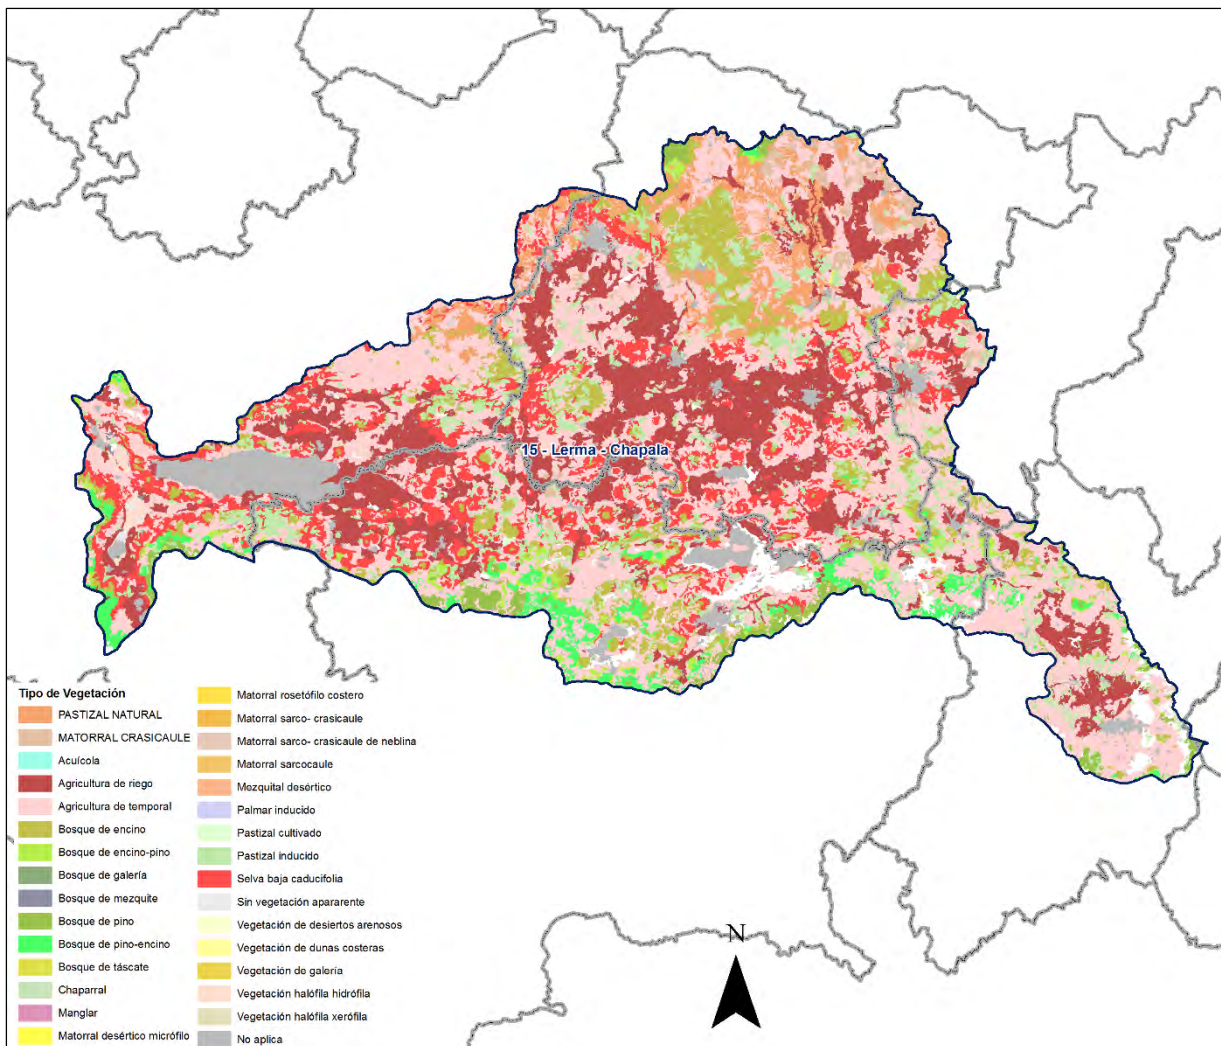 15 - Lerma - Chapala
Tipo de Vegetación
PASTIZAL NATURAL
MATORRAL CRASICAULE
Acuícola
Agricultura de riego
Agricultura de temporal
Bosque de encino
Bosque de encino-pino
Bosque de galería
Bosque de mezquite
Bosque de pino
Bosque de pino-encino
Bosque de táscate
Chaparral
Manglar
Matorral desértico micrófilo
Matorral rosetófilo costero
Matorral sarco- crasicaule
Matorral sarco- crasicaule de neblina
Matorral sarcocaule
Mezquital desértico
Palmar inducido
Pastizal cultivado
Pastizal inducido
Selva baja caducifolia
Sin vegetación apararente
Vegetación de desiertos arenosos
Vegetación de dunas costeras
Vegetación de galería
Vegetación halófila hidrófila
Vegetación halófila xerófila
No aplica
N